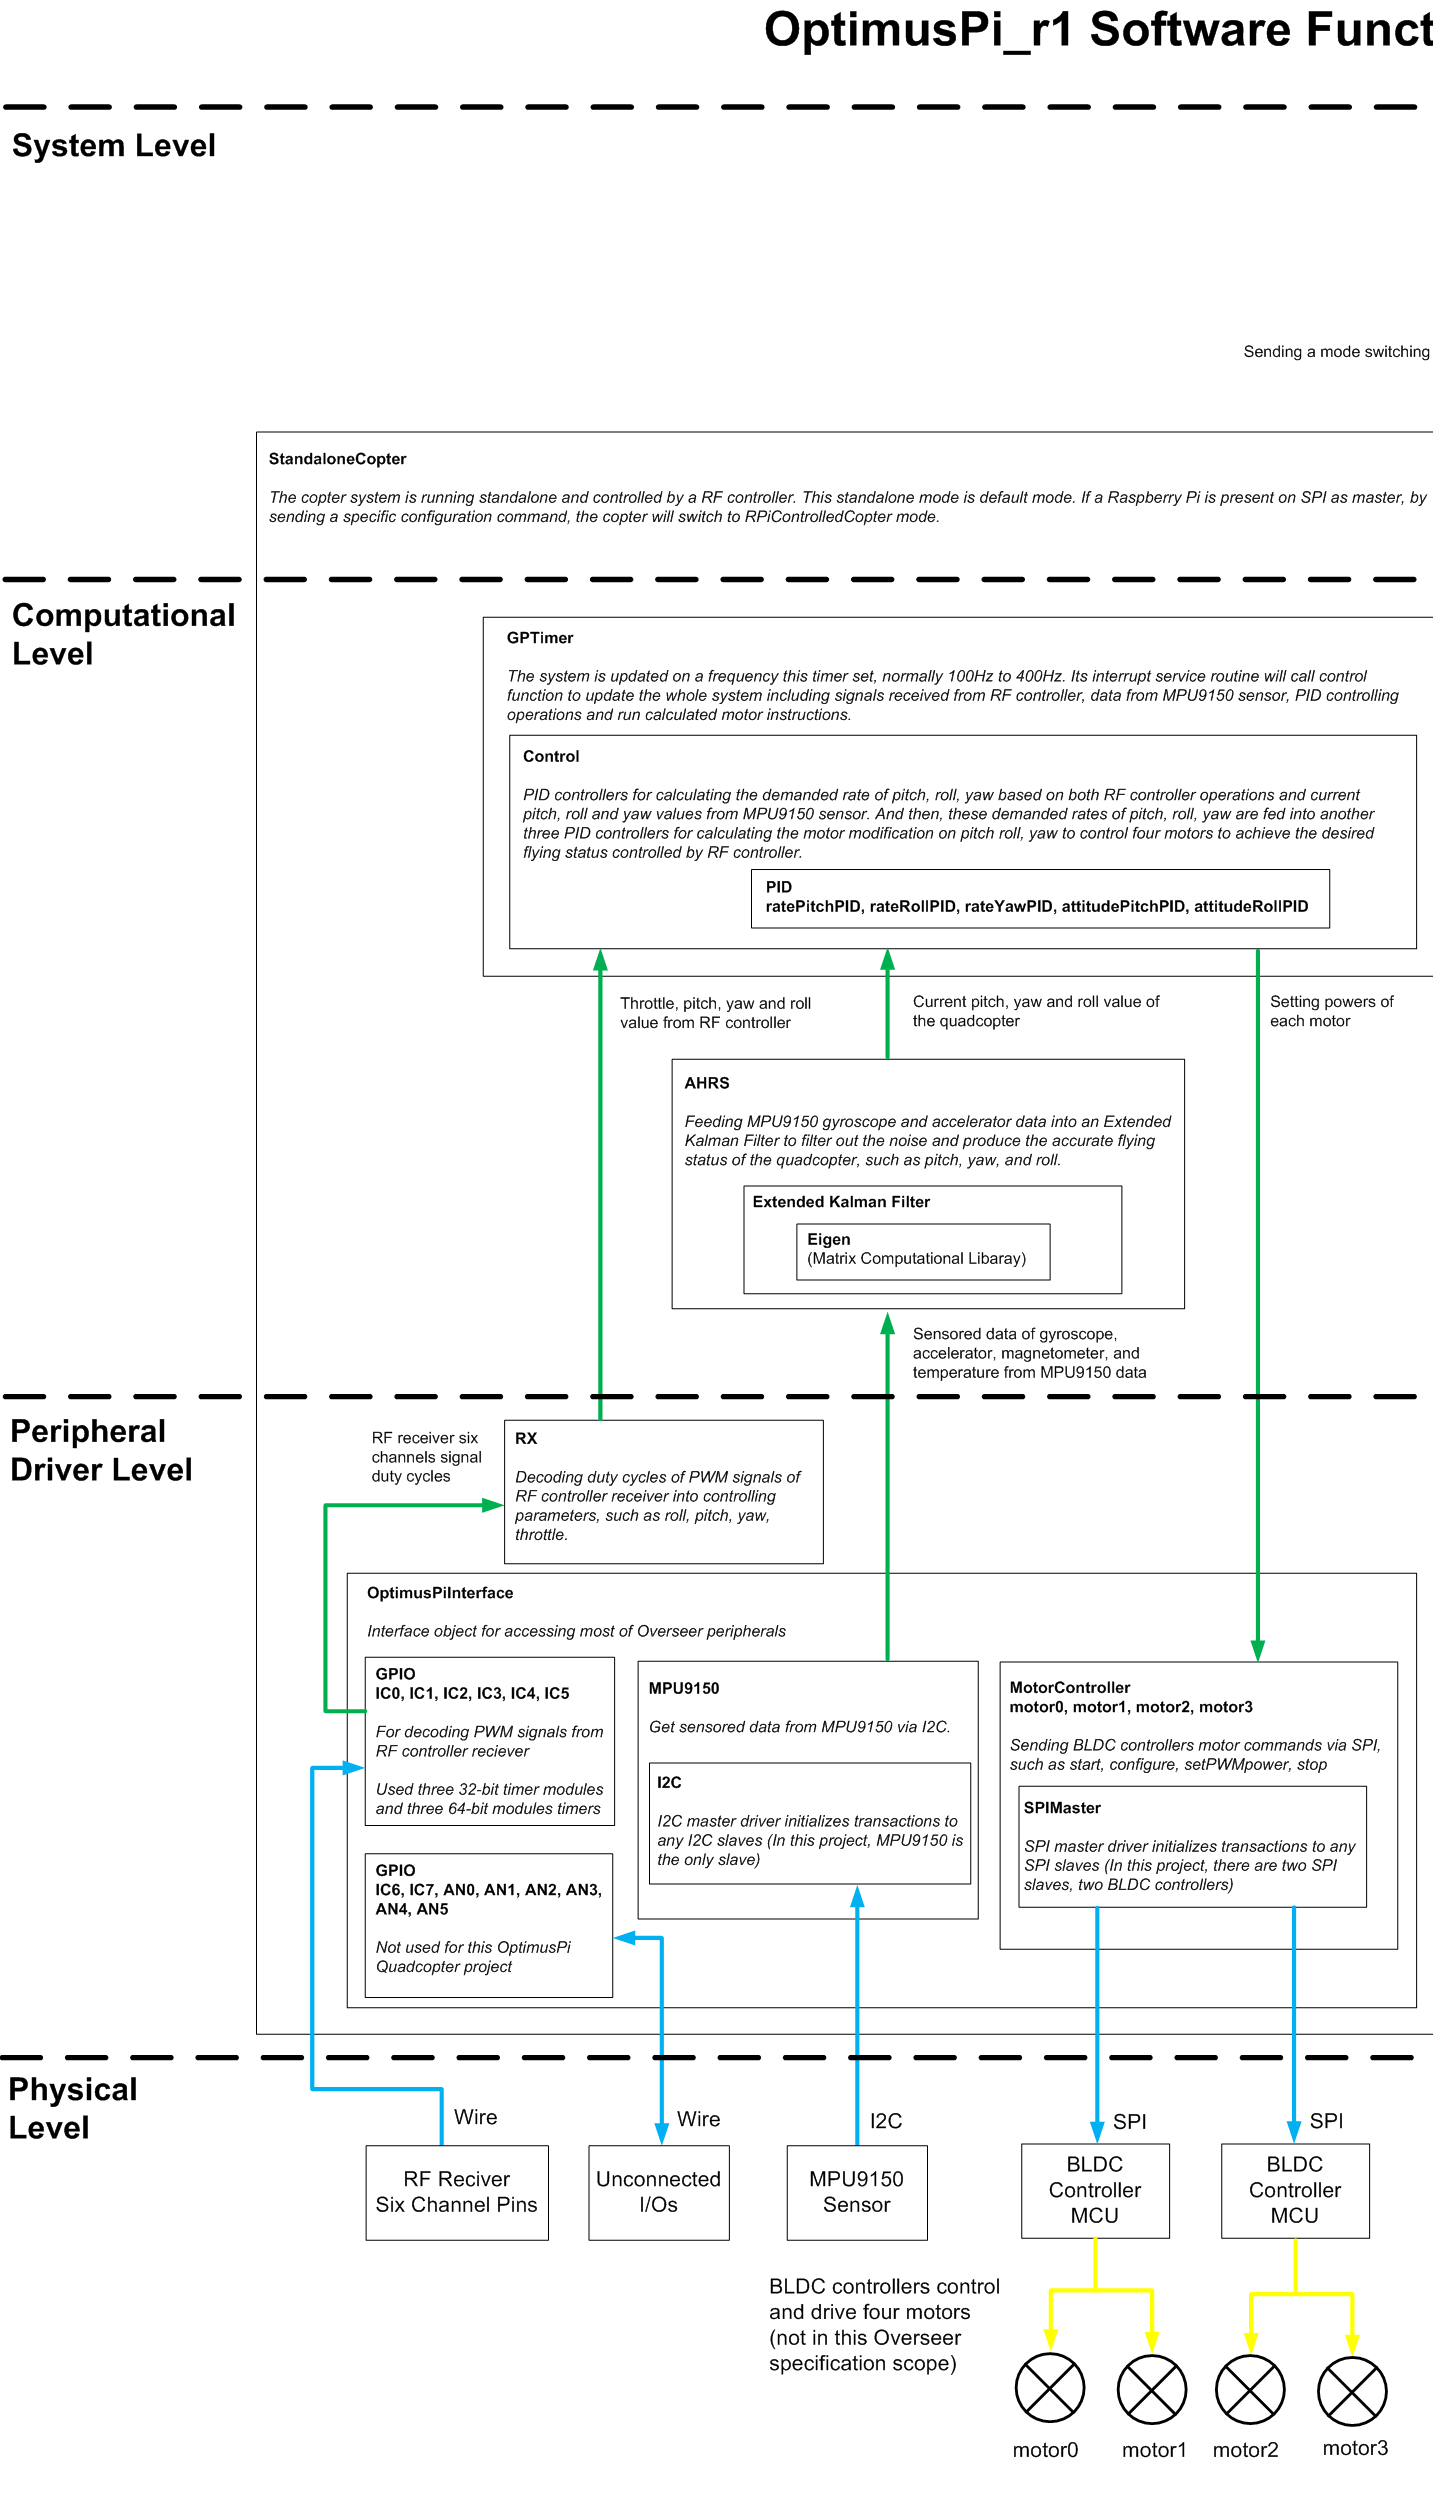 OptimusPi_r1 Software Funct
System Level
Sending a mode switching
StandaloneCopter
The copter system is running standalone and controlled by a RF controller. This standalone mode is default mode. If a Raspberry Pi is present on SPI as master, by
sending a specific configuration command, the copter will switch to RPiControlledCopter mode.
Computational
Level
GPTimer
The system is updated on a frequency this timer set, normally 100Hz to 400Hz. Its interrupt service routine will call control
function to update the whole system including signals received from RF controller, data from MPU9150 sensor, PID controlling
operations and run calculated motor instructions.
Control
PID controllers for calculating the demanded rate of pitch, roll, yaw based on both RF controller operations and current
pitch, roll and yaw values from MPU9150 sensor. And then, these demanded rates of pitch, roll, yaw are fed into another
three PID controllers for calculating the motor modification on pitch roll, yaw to control four motors to achieve the desired
flying status controlled by RF controller.
PID
ratePitchPID, rateRollPID, rateYawPID, attitudePitchPID, attitudeRollPID
Throttle, pitch, yaw and roll
value from RF controller
Current pitch, yaw and roll value of
the quadcopter
Setting powers of
each motor
AHRS
Feeding MPU9150 gyroscope and accelerator data into an Extended
Kalman Filter to filter out the noise and produce the accurate flying
status of the quadcopter, such as pitch, yaw, and roll.
Extended Kalman Filter
Eigen
(Matrix Computational Libaray)
Sensored data of gyroscope,
accelerator, magnetometer, and
temperature from MPU9150 data
Peripheral
Driver Level
RF receiver six
channels signal
duty cycles
RX
Decoding duty cycles of PWM signals of
RF controller receiver into controlling
parameters, such as roll, pitch, yaw,
throttle.
OptimusPiInterface
Interface object for accessing most of Overseer peripherals
GPIO
IC0, IC1, IC2, IC3, IC4, IC5
For decoding PWM signals from
RF controller reciever
Used three 32-bit timer modules
and three 64-bit modules timers
GPIO
IC6, IC7, AN0, AN1, AN2, AN3,
AN4, AN5
Not used for this OptimusPi
Quadcopter project
MPU9150
Get sensored data from MPU9150 via I2C.
I2C
I2C master driver initializes transactions to
any I2C slaves (In this project, MPU9150 is
the only slave)
MotorController
motor0, motor1, motor2, motor3
Sending BLDC controllers motor commands via SPI,
such as start, configure, setPWMpower, stop
SPIMaster
SPI master driver initializes transactions to any
SPI slaves (In this project, there are two SPI
slaves, two BLDC controllers)
Physical
Level
Wire
Wire
I2C
SPI
SPI
RF Reciver
Six Channel Pins
Unconnected
I/Os
MPU9150
Sensor
BLDC
Controller
MCU
BLDC
Controller
MCU
BLDC controllers control
and drive four motors
(not in this Overseer
specification scope)
motor0
motor1
motor2
motor3